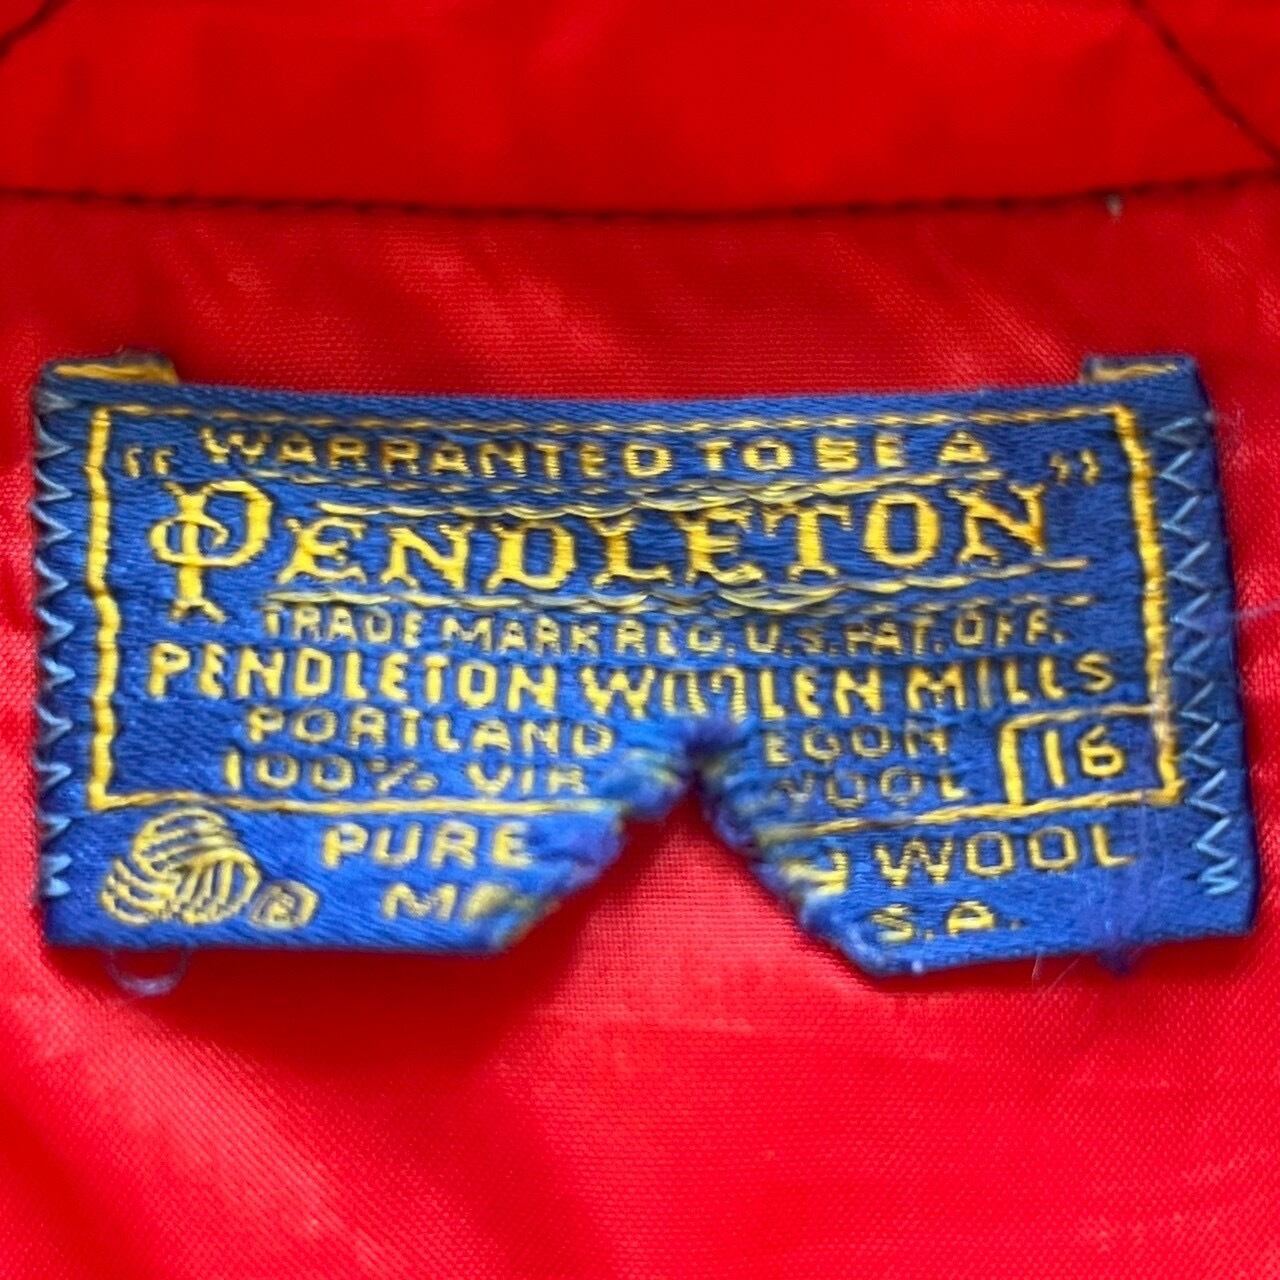 "WARRANTED TO BE A
"PENDLETON"
TRADE MARK REG. U.S. PAT. OFF.
PENDLETON WOOLEN MILLS
PORTLAND EGON
100% VIR WOOL 16
PURE WOOL
S.A.
®